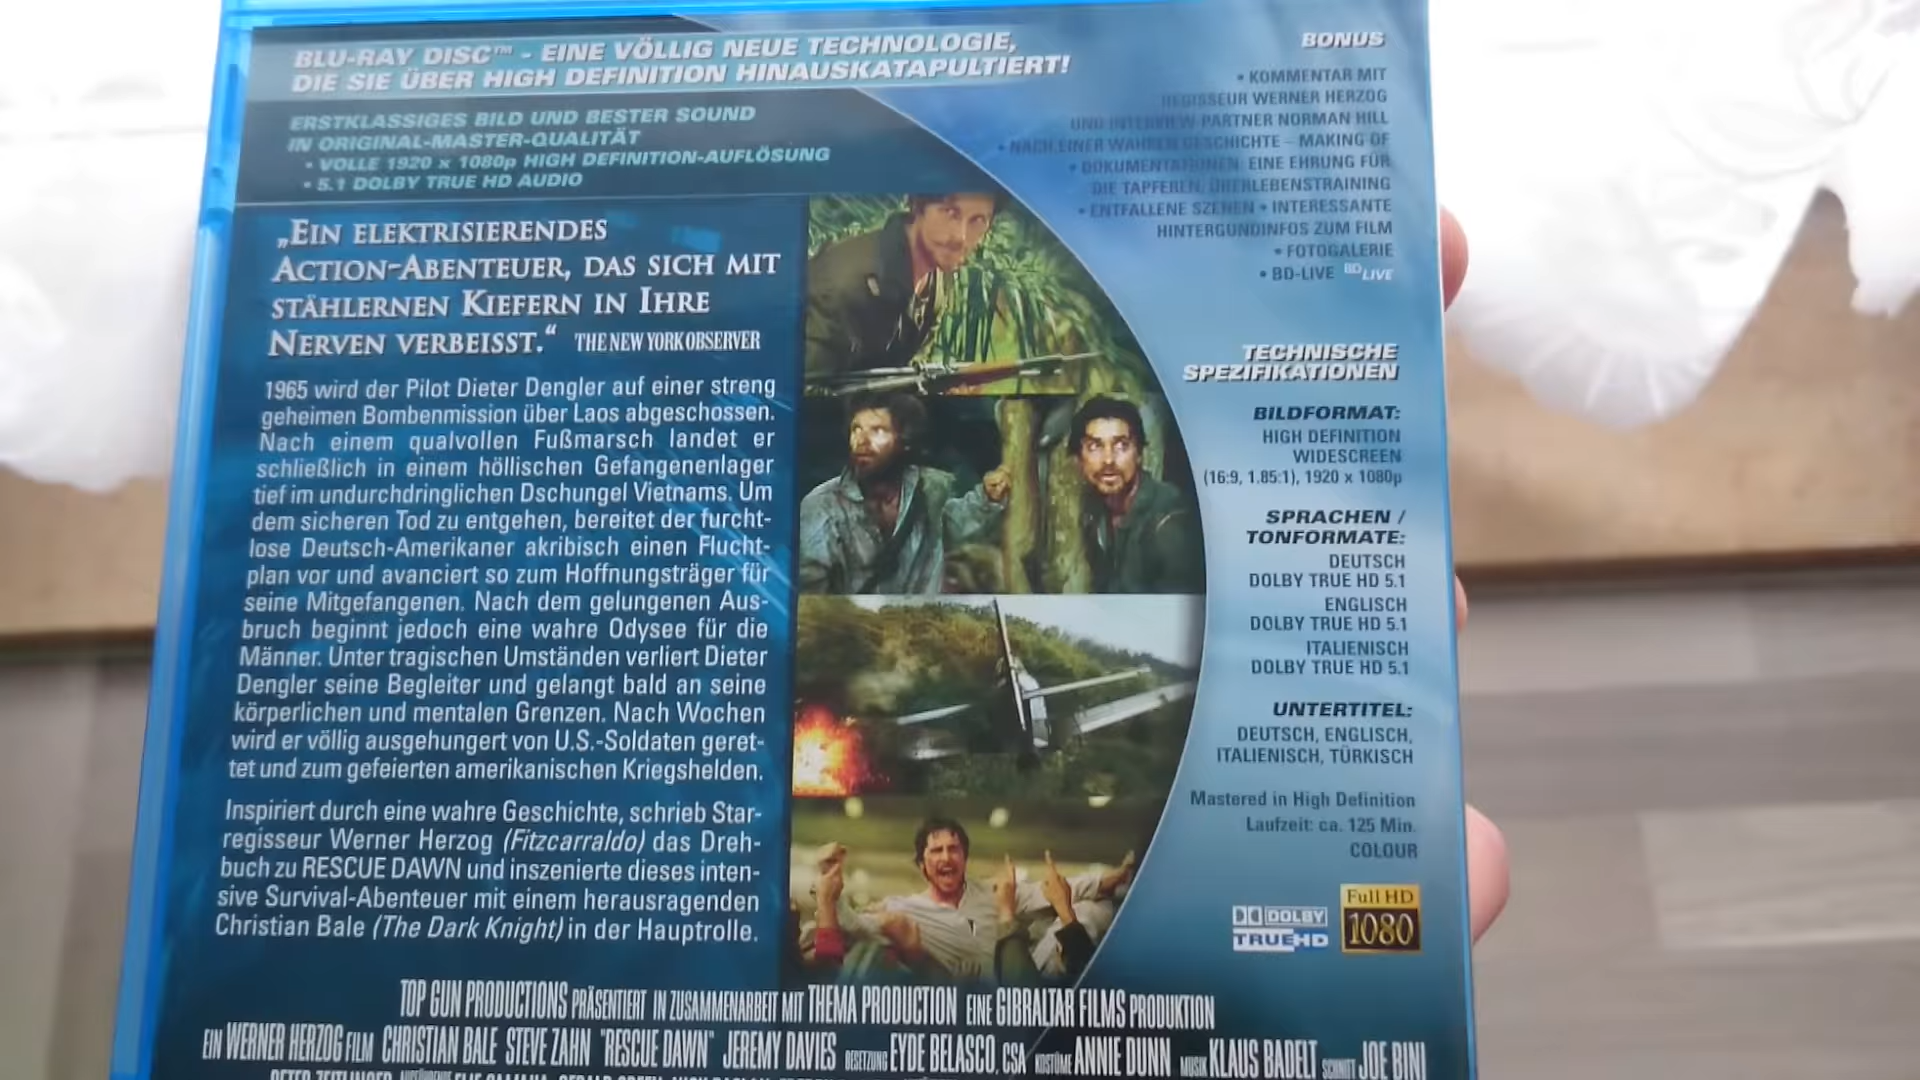 BLU-RAY DISC™ - EINE VÖLLIG NEUE TECHNOLOGIE,
DIE SIE ÜBER HIGH DEFINITION HINAUSKATAPULTIERT!
ERSTKLASSIGES BILD UND BESTER SOUND
IN ORIGINAL-MASTER-QUALITÄT
• VOLLE 1920 x 1080p HIGH DEFINITION-AUFLÖSUNG
• 5.1 DOLBY TRUE HD AUDIO
„EIN ELEKTRISIERENDES
ACTION-ABENTEUER, DAS SICH MIT
STÄHLERNEN KIEFERN IN IHRE
NERVEN VERBEISST.“ THE NEW YORK OBSERVER
1965 wird der Pilot Dieter Dengler auf einer streng
geheimen Bombenmission über Laos abgeschossen.
Nach einem qualvollen Fußmarsch landet er
schließlich in einem höllischen Gefangenenlager
tief im undurchdringlichen Dschungel Vietnams. Um
dem sicheren Tod zu entgehen, bereitet der furcht-
lose Deutsch-Amerikaner akribisch einen Flucht-
plan vor und avanciert so zum Hoffnungsträger für
seine Mitgefangenen. Nach dem gelungenen Aus-
bruch beginnt jedoch eine wahre Odysee für die
Männer. Unter tragischen Umständen verliert Dieter
Dengler seine Begleiter und gelangt bald an seine
körperlichen und mentalen Grenzen. Nach Wochen
wird er völlig ausgehungert von U.S.-Soldaten geret-
tet und zum gefeierten amerikanischen Kriegshelden.
Inspiriert durch eine wahre Geschichte, schrieb Star-
regisseur Werner Herzog (Fitzcarraldo) das Dreh-
buch zu RESCUE DAWN und inszenierte dieses inten-
sive Survival-Abenteuer mit einem herausragenden
Christian Bale (The Dark Knight) in der Hauptrolle.
BONUS
• KOMMENTAR MIT
REGISSEUR WERNER HERZOG
UND INTERVIEW-PARTNER NORMAN HILL
• NACH EINER WAHREN GESCHICHTE – MAKING OF
• DOKUMENTATIONEN: EINE EHRUNG FÜR
DIE TAPFEREN, ÜBERLEBENSTRAINING
• ENTFALLENE SZENEN • INTERESSANTE
HINTERGUNDINFOS ZUM FILM
• FOTOGALERIE
• BD-LIVE BD LIVE
TECHNISCHE
SPEZIFIKATIONEN
BILDFORMAT:
HIGH DEFINITION
WIDESCREEN
(16:9, 1.85:1), 1920 x 1080p
SPRACHEN /
TONFORMATE:
DEUTSCH
DOLBY TRUE HD 5.1
ENGLISCH
DOLBY TRUE HD 5.1
ITALIENISCH
DOLBY TRUE HD 5.1
UNTERTITEL:
DEUTSCH, ENGLISCH,
ITALIENISCH, TÜRKISCH
Mastered in High Definition
Laufzeit: ca. 125 Min.
COLOUR
DOLBY
TRUEHD
Full HD
1080
TOP GUN PRODUCTIONS PRÄSENTIERT IN ZUSAMMENARBEIT MIT THEMA PRODUCTION EINE GIBRALTAR FILMS PRODUKTION
EIN WERNER HERZOG FILM CHRISTIAN BALE STEVE ZAHN "RESCUE DAWN" JEREMY DAVIES BESETZUNG EYDE BELASCO, CSA KOSTÜME ANNIE DUNN MUSIK KLAUS BADELT SCHNITT JOE BINI
PETER ZEITLINGER